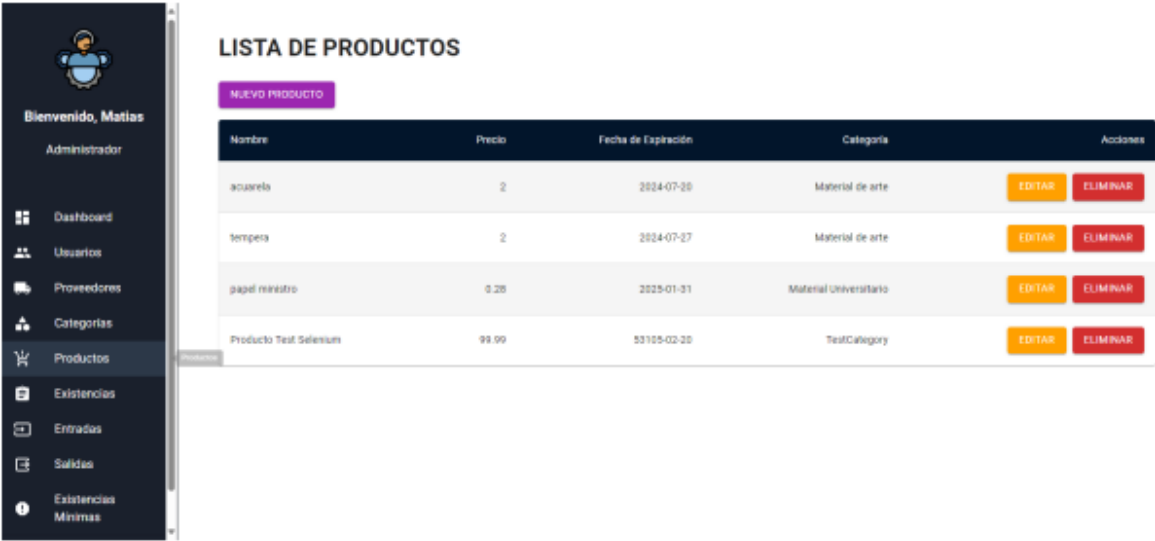 Bienvenido, Matias
Administrador
Dashboard
Usuarios
Proveedores
Categorías
Productos
Existencias
Entradas
Salidas
Existencias
Mínimas
Productos
LISTA DE PRODUCTOS
NUEVO PRODUCTO
Nombre Precio Fecha de Expiración Categoría Acciones
acuarela 2 2024-07-20 Material de arte EDITAR ELIMINAR
tempera 2 2024-07-27 Material de arte EDITAR ELIMINAR
papel ministro 0.28 2025-01-31 Material Universitario EDITAR ELIMINAR
Producto Test Selenium 99.99 53105-02-20 TestCategory EDITAR ELIMINAR